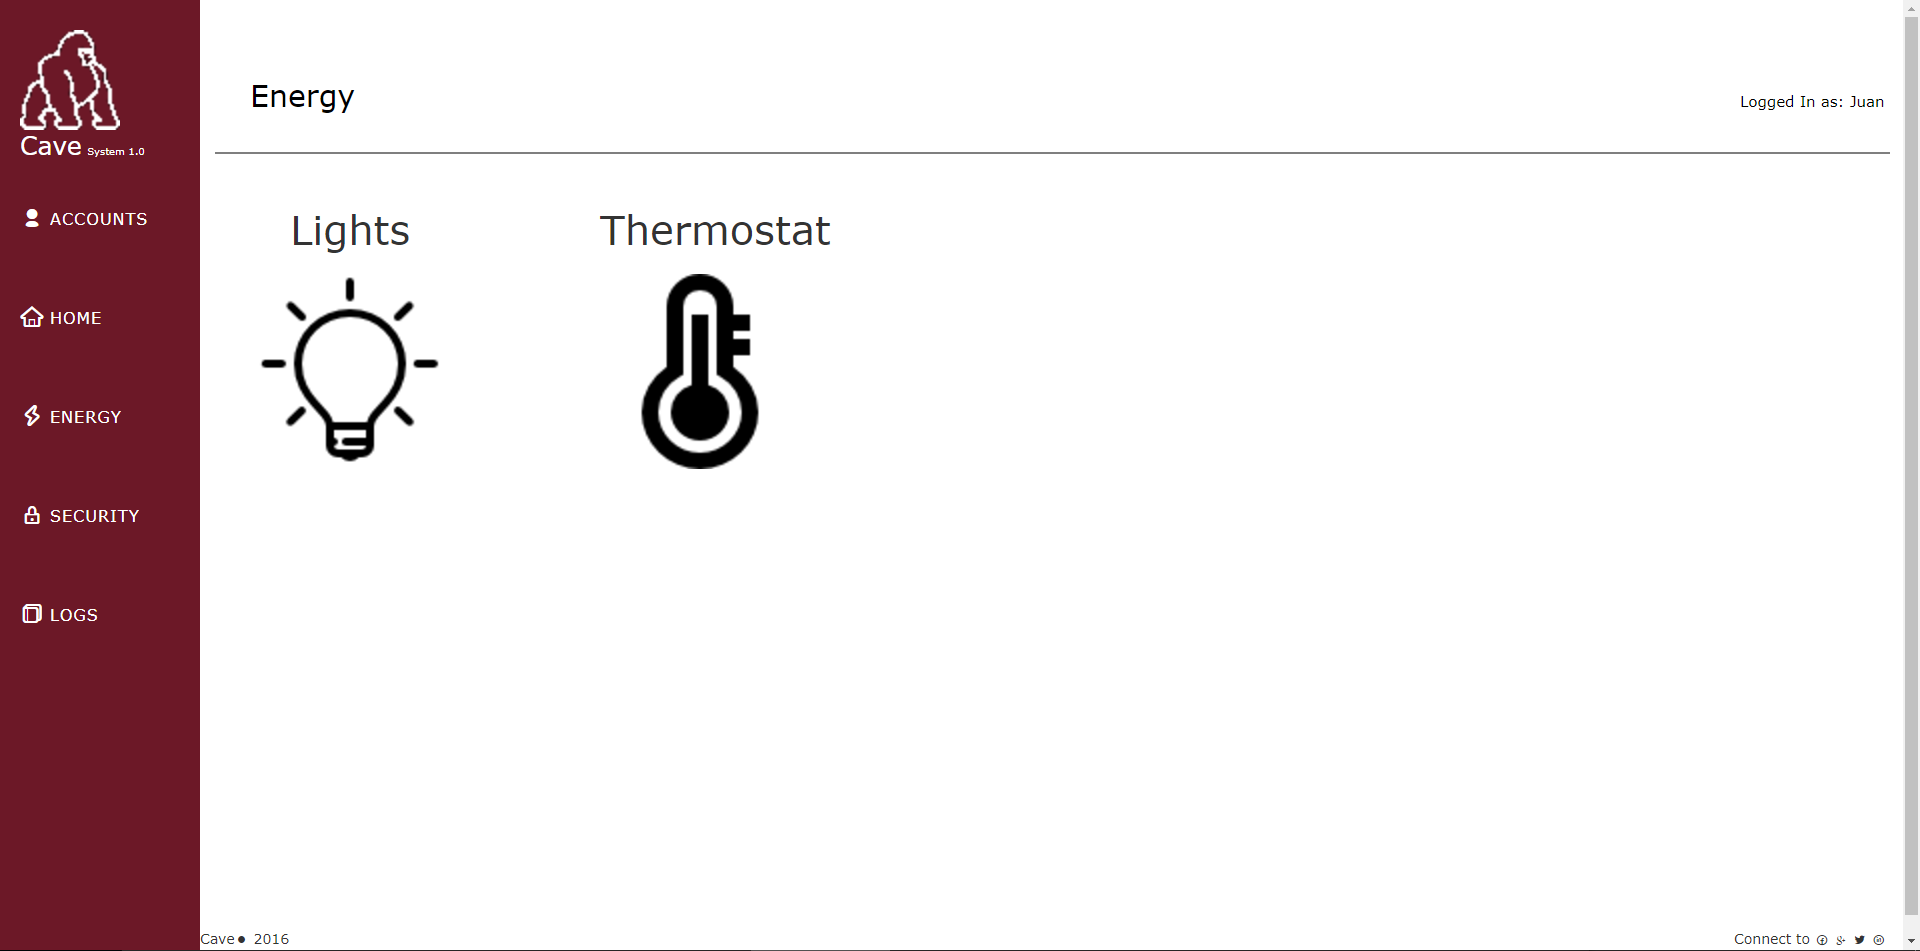 Cave System 1.0
ACCOUNTS
HOME
ENERGY
SECURITY
LOGS
Energy
Logged In as: Juan
Lights
Thermostat
Cave● 2016
Connect to